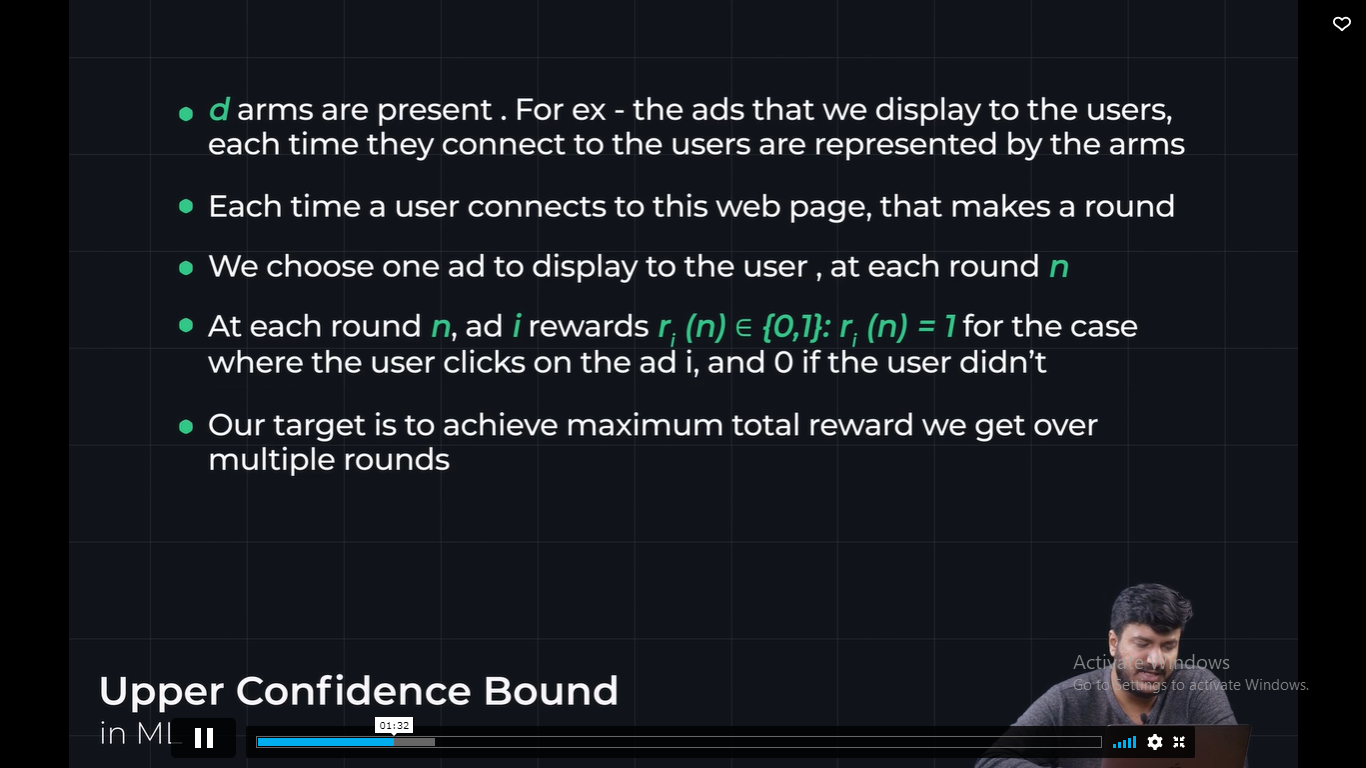 d arms are present . For ex - the ads that we display to the users,
each time they connect to the users are represented by the arms
Each time a user connects to this web page, that makes a round
We choose one ad to display to the user , at each round n
At each round n, ad i rewards rᵢ (n) ∈ {0,1}: rᵢ (n) = 1 for the case
where the user clicks on the ad i, and 0 if the user didn’t
Our target is to achieve maximum total reward we get over
multiple rounds
Activate Windows
Go to Settings to activate Windows.
Upper Confidence Bound
in ML
01:32